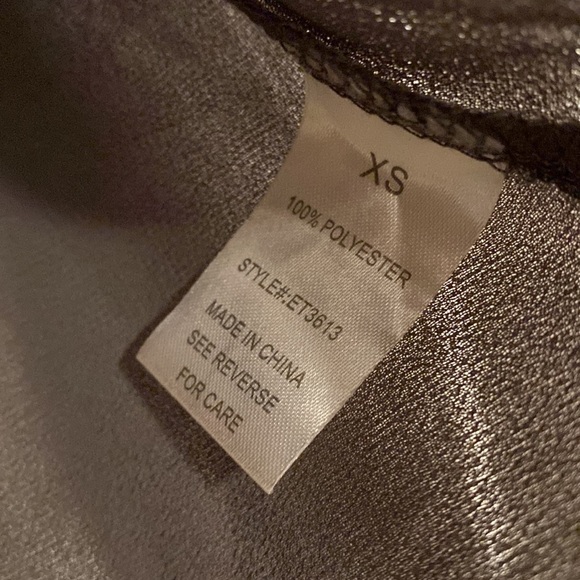 XS
100% POLYESTER
STYLE#:ET3613
MADE IN CHINA
SEE REVERSE
FOR CARE